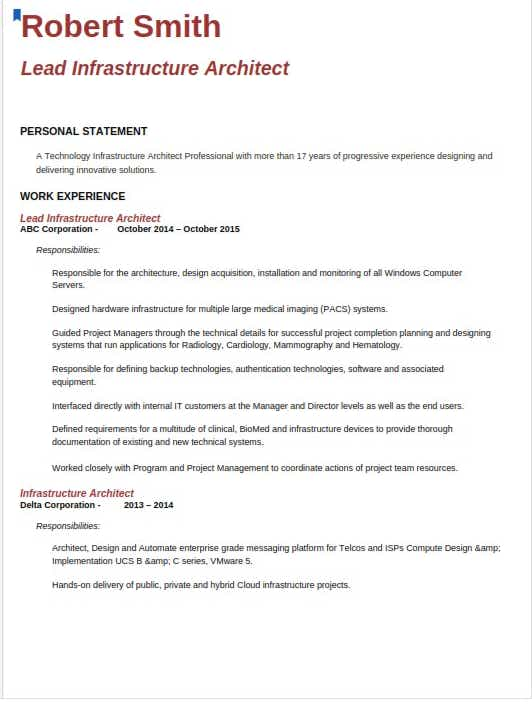 Robert Smith
Lead Infrastructure Architect
PERSONAL STATEMENT
A Technology Infrastructure Architect Professional with more than 17 years of progressive experience designing and
delivering innovative solutions.
WORK EXPERIENCE
Lead Infrastructure Architect
ABC Corporation - October 2014 – October 2015
Responsibilities:
Responsible for the architecture, design acquisition, installation and monitoring of all Windows Computer
Servers.
Designed hardware infrastructure for multiple large medical imaging (PACS) systems.
Guided Project Managers through the technical details for successful project completion planning and designing
systems that run applications for Radiology, Cardiology, Mammography and Hematology.
Responsible for defining backup technologies, authentication technologies, software and associated
equipment.
Interfaced directly with internal IT customers at the Manager and Director levels as well as the end users.
Defined requirements for a multitude of clinical, BioMed and infrastructure devices to provide thorough
documentation of existing and new technical systems.
Worked closely with Program and Project Management to coordinate actions of project team resources.
Infrastructure Architect
Delta Corporation - 2013 – 2014
Responsibilities:
Architect, Design and Automate enterprise grade messaging platform for Telcos and ISPs Compute Design &amp;
Implementation UCS B &amp; C series, VMware 5.
Hands-on delivery of public, private and hybrid Cloud infrastructure projects.